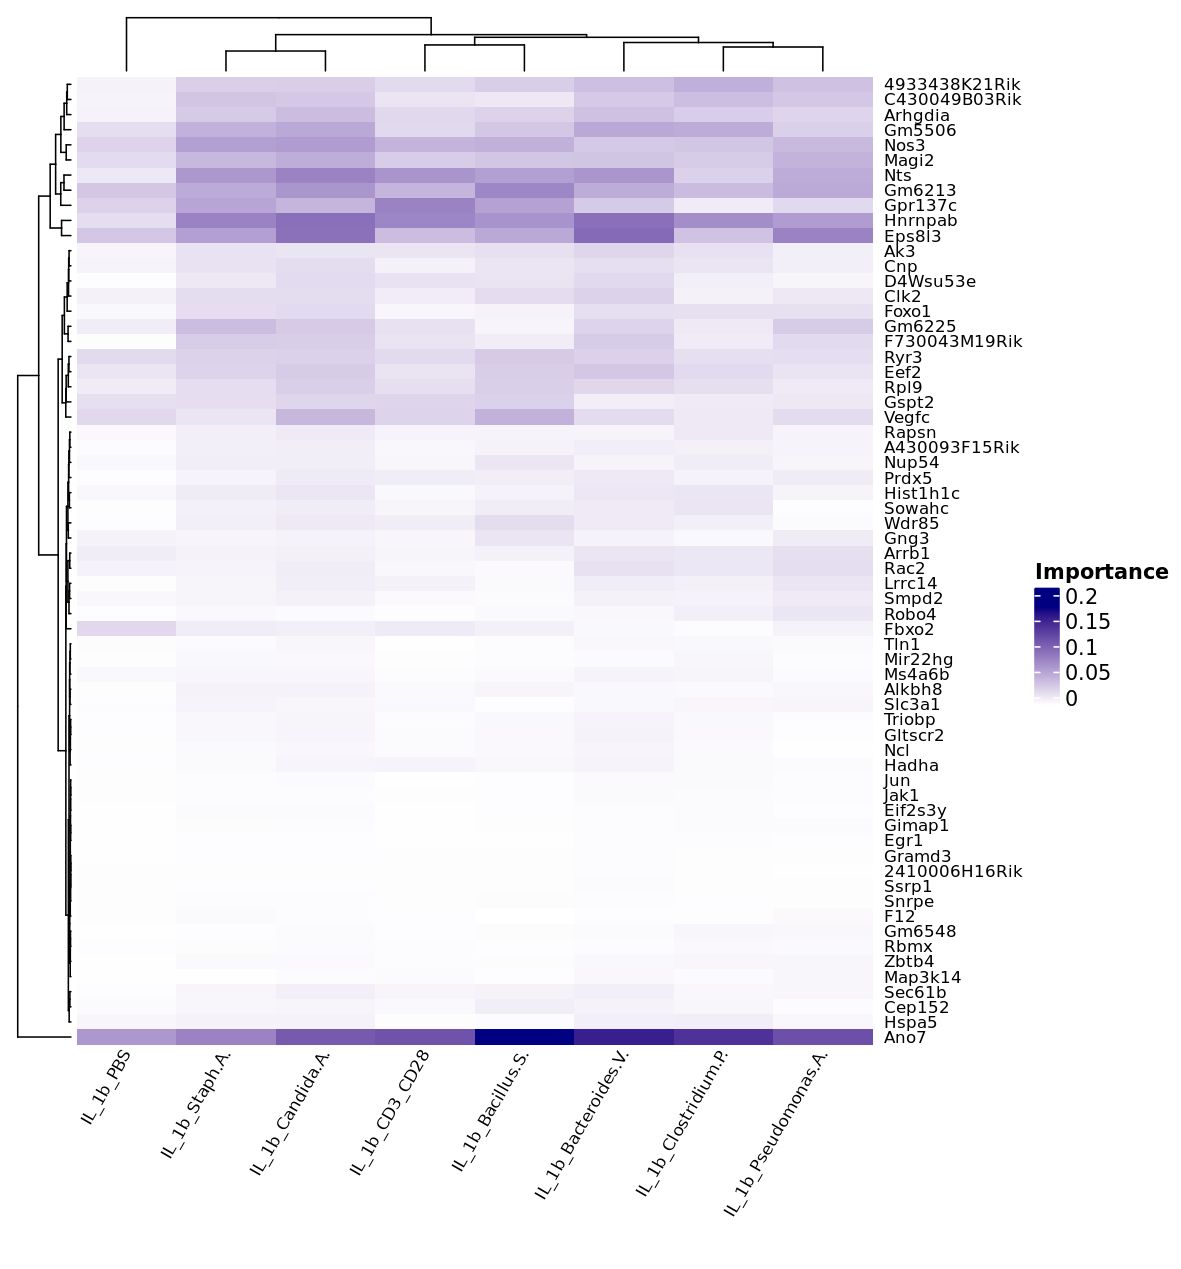 4933438K21Rik
C430049B03Rik
Arhgdia
Gm5506
Nos3
Magi2
Nts
Gm6213
Gpr137c
Hnrnpab
Eps8l3
Ak3
Cnp
D4Wsu53e
Clk2
Foxo1
Gm6225
F730043M19Rik
Ryr3
Eef2
Rpl9
Gspt2
Vegfc
Rapsn
A430093F15Rik
Nup54
Prdx5
Hist1h1c
Sowahc
Wdr85
Gng3
Arrb1
Rac2
Lrrc14
Smpd2
Robo4
Fbxo2
Tln1
Mir22hg
Ms4a6b
Alkbh8
Slc3a1
Triobp
Gltscr2
Ncl
Hadha
Jun
Jak1
Eif2s3y
Gimap1
Egr1
Gramd3
2410006H16Rik
Ssrp1
Snrpe
F12
Gm6548
Rbmx
Zbtb4
Map3k14
Sec61b
Cep152
Hspa5
Ano7
Importance
0.2
0.15
0.1
0.05
0
IL_1b_PBS
IL_1b_Staph.A.
IL_1b_Candida.A.
IL_1b_CD3_CD28
IL_1b_Bacillus.S.
IL_1b_Bacteroides.V.
IL_1b_Clostridium.P.
IL_1b_Pseudomonas.A.